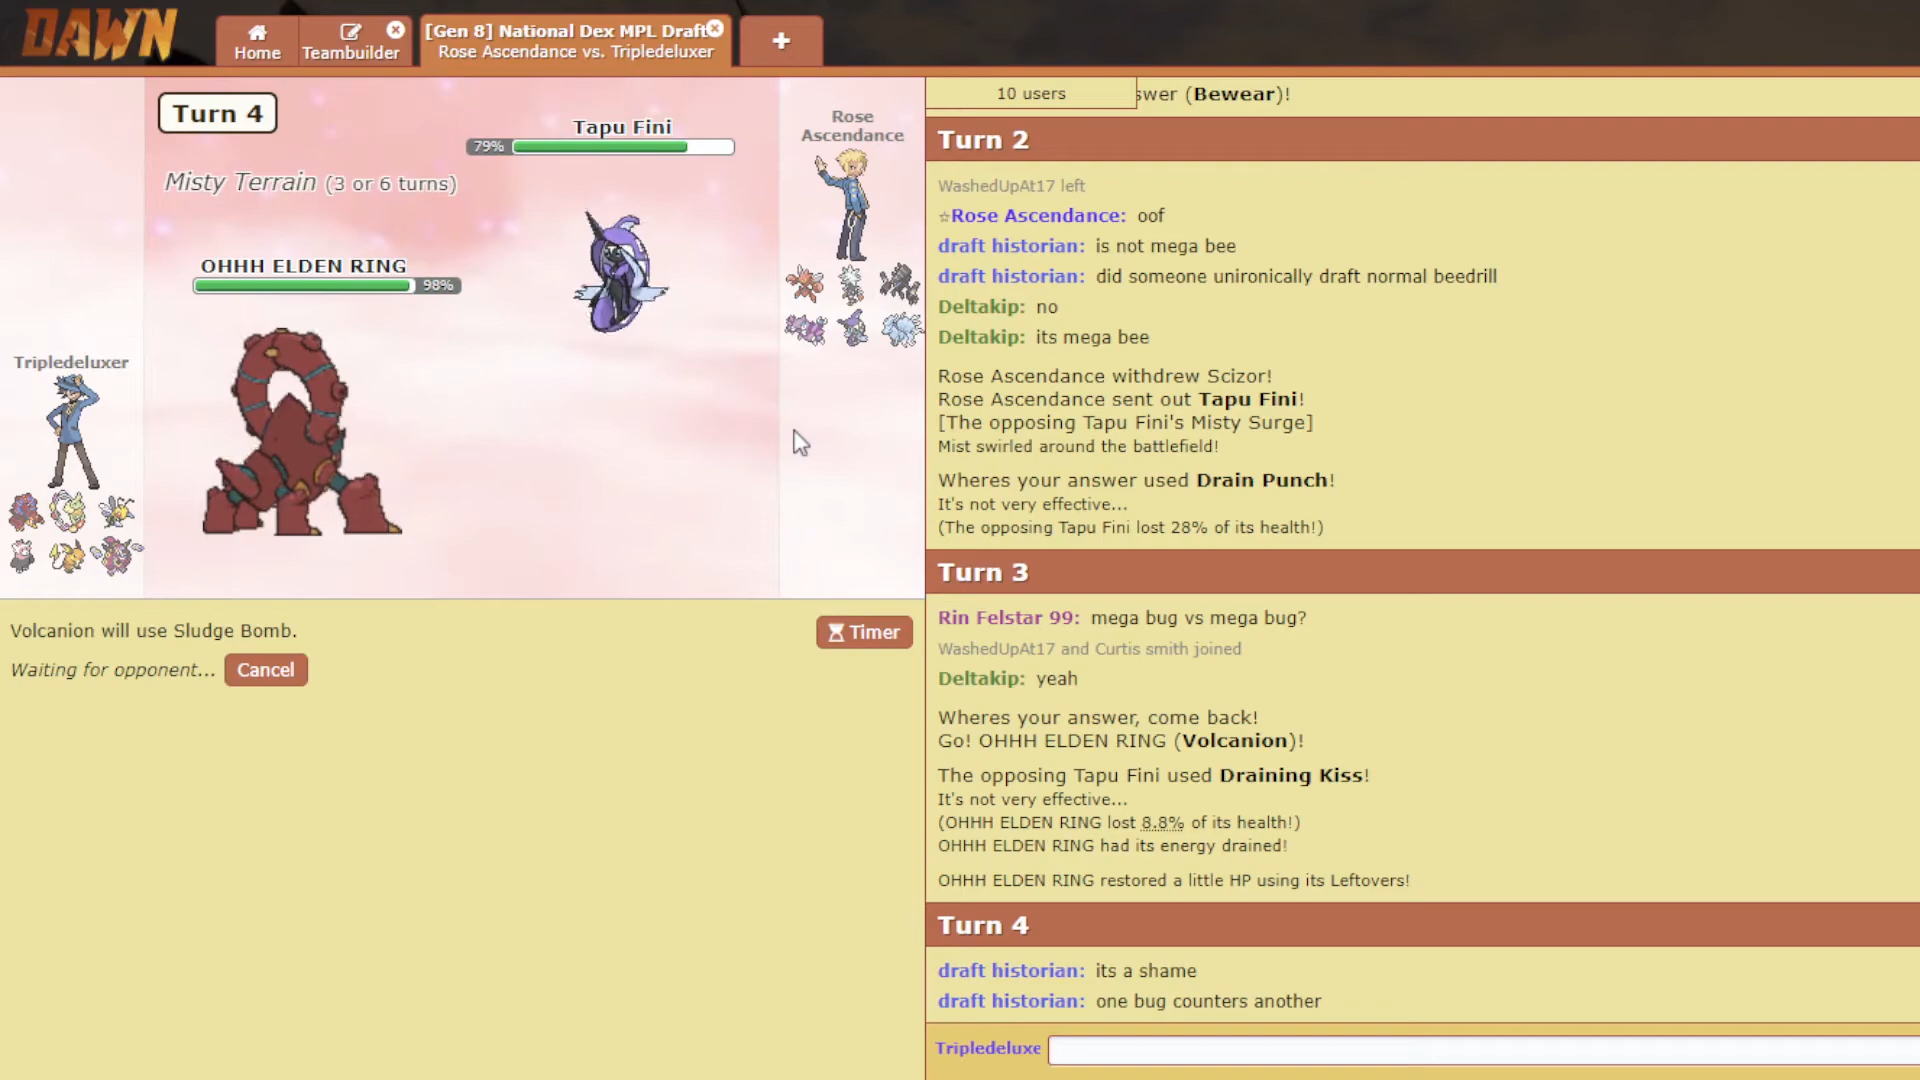 DAWN
Home
Teambuilder
[Gen 8] National Dex MPL Draft
Rose Ascendance vs. Tripledeluxer
Turn 4
Misty Terrain (3 or 6 turns)
Tapu Fini
79%
OHHH ELDEN RING
98%
Rose
Ascendance
Tripledeluxer
Volcanion will use Sludge Bomb.
Waiting for opponent... Cancel
Timer
10 users
swer (Bewear)!
Turn 2
WashedUpAt17 left
☆Rose Ascendance: oof
draft historian: is not mega bee
draft historian: did someone unironically draft normal beedrill
Deltakip: no
Deltakip: its mega bee
Rose Ascendance withdrew Scizor!
Rose Ascendance sent out Tapu Fini!
[The opposing Tapu Fini's Misty Surge]
Mist swirled around the battlefield!
Wheres your answer used Drain Punch!
It's not very effective...
(The opposing Tapu Fini lost 28% of its health!)
Turn 3
Rin Felstar 99: mega bug vs mega bug?
WashedUpAt17 and Curtis smith joined
Deltakip: yeah
Wheres your answer, come back!
Go! OHHH ELDEN RING (Volcanion)!
The opposing Tapu Fini used Draining Kiss!
It's not very effective...
(OHHH ELDEN RING lost 8.8% of its health!)
OHHH ELDEN RING had its energy drained!
OHHH ELDEN RING restored a little HP using its Leftovers!
Turn 4
draft historian: its a shame
draft historian: one bug counters another
Tripledeluxe